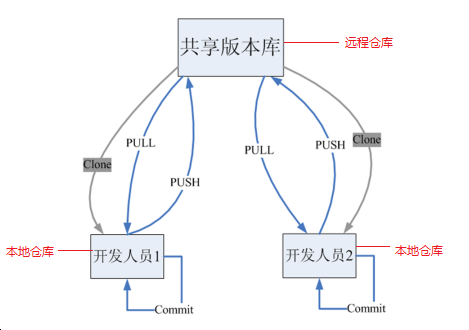 共享版本库
远程仓库
PULL
PULL
PUSH
Clone
Clone
PUSH
本地仓库
开发人员1
开发人员2
本地仓库
Commit
Commit